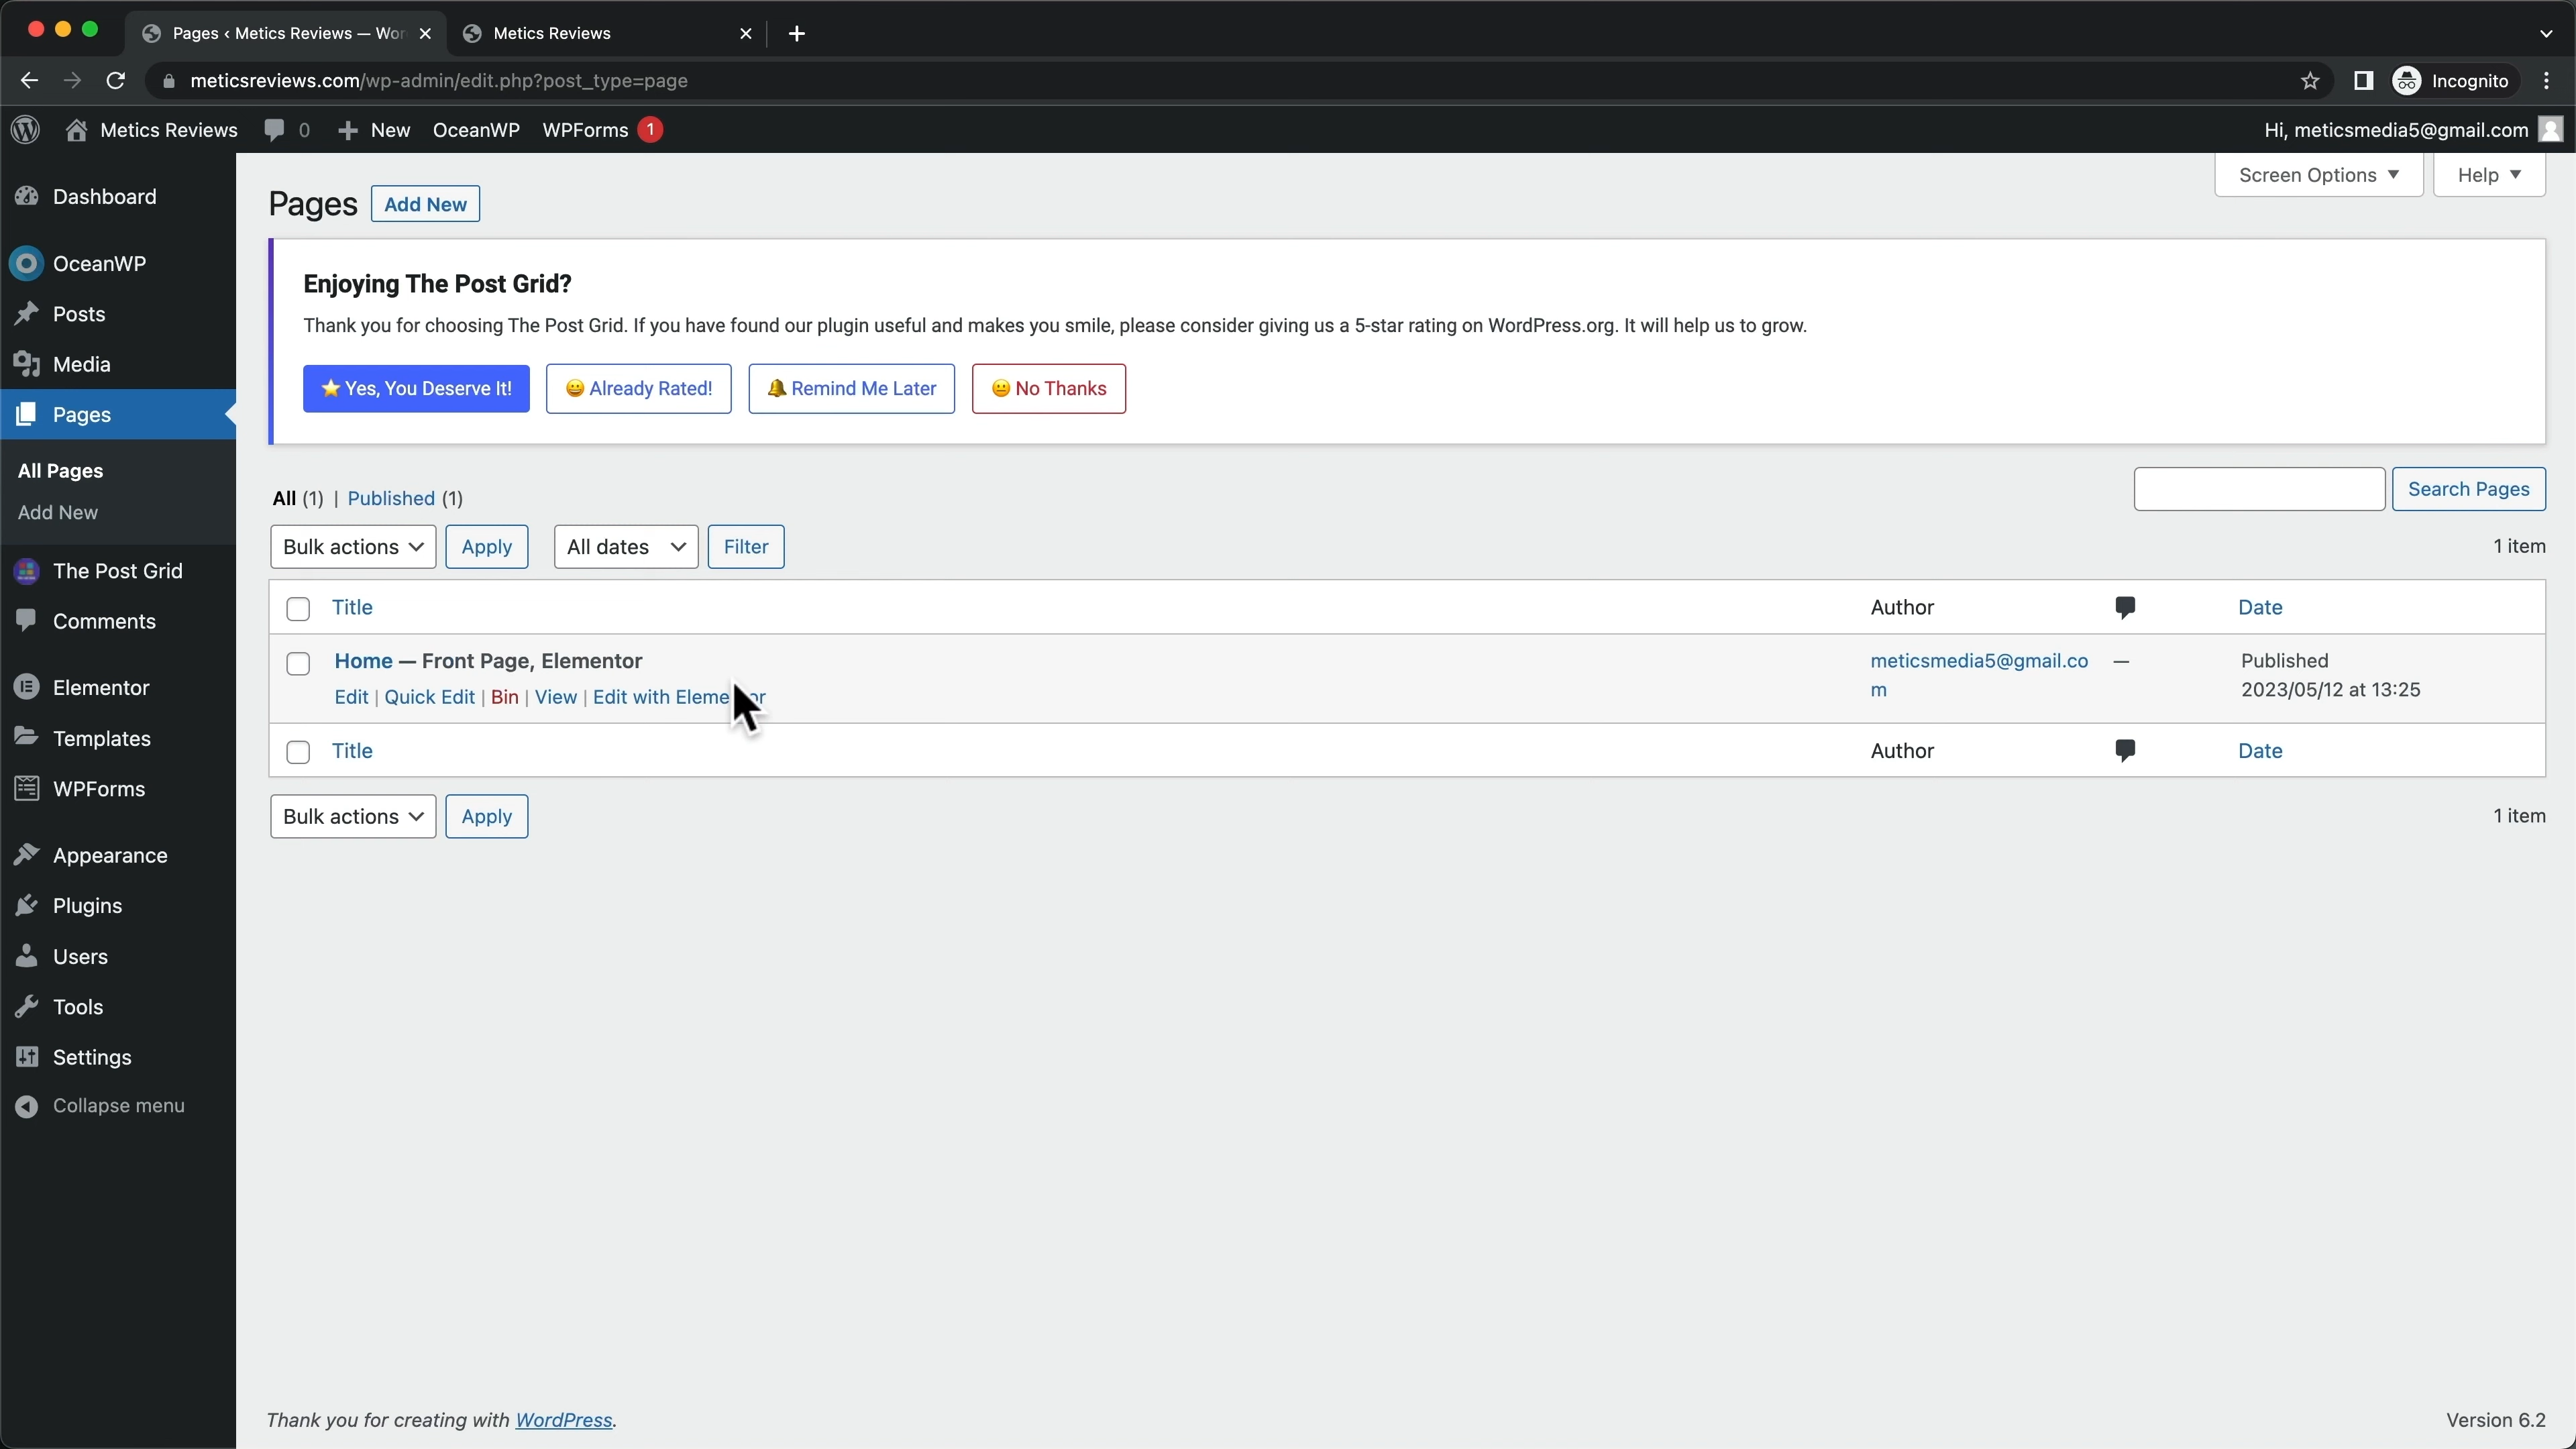 Pages ‹ Metics Reviews — Wor
Metics Reviews
meticsreviews.com/wp-admin/edit.php?post_type=page
Incognito
Metics Reviews
0
New
OceanWP
WPForms
1
Hi, meticsmedia5@gmail.com
Dashboard
OceanWP
Posts
Media
Pages
All Pages
Add New
The Post Grid
Comments
Elementor
Templates
WPForms
Appearance
Plugins
Users
Tools
Settings
Collapse menu
Screen Options
Help
Pages
Add New
Enjoying The Post Grid?
Thank you for choosing The Post Grid. If you have found our plugin useful and makes you smile, please consider giving us a 5-star rating on WordPress.org. It will help us to grow.
⭐ Yes, You Deserve It!
😀 Already Rated!
🔔 Remind Me Later
😐 No Thanks
All (1) | Published (1)
Search Pages
Bulk actions
Apply
All dates
Filter
1 item
Title
Author
Date
Home — Front Page, Elementor
Edit | Quick Edit | Bin | View | Edit with Elementor
meticsmedia5@gmail.co
m
—
Published
2023/05/12 at 13:25
Title
Author
Date
Bulk actions
Apply
1 item
Thank you for creating with WordPress.
Version 6.2